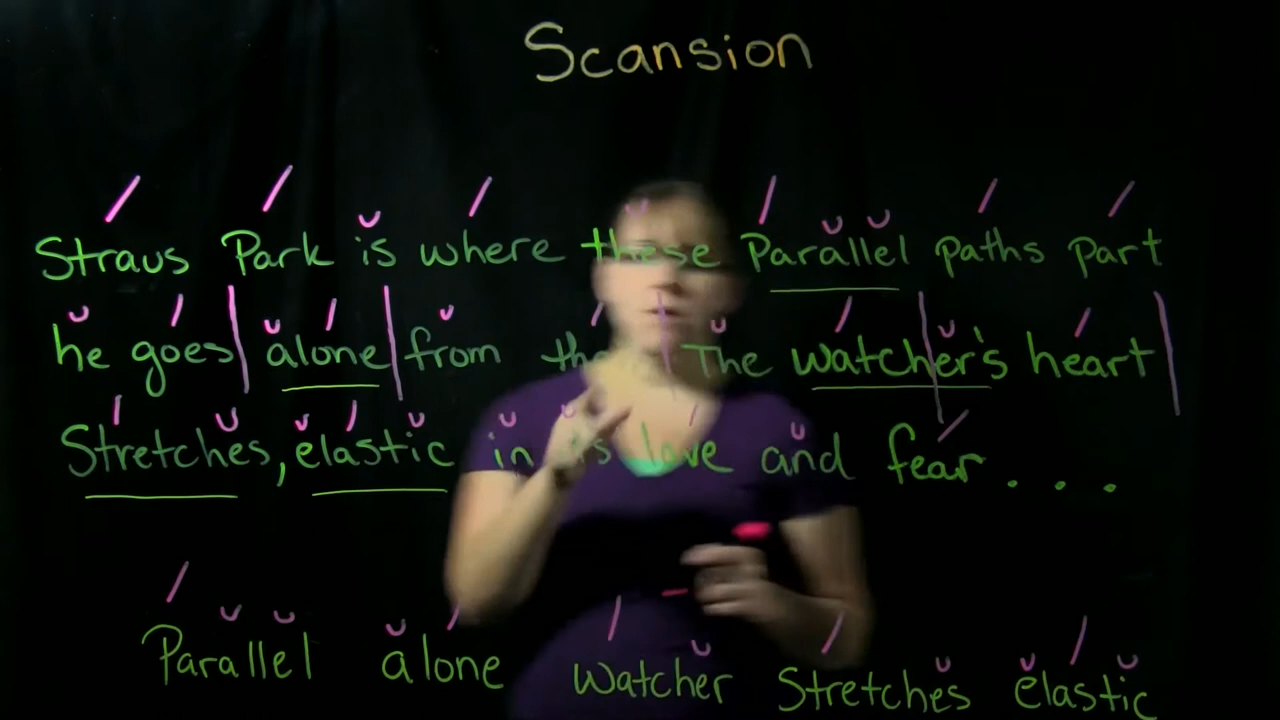 Scansion
Straus Park is where these Parallel paths part
he goes alone from The watcher's heart
Stretches, elastic in its love and fear...
Parallel alone watcher Stretches elastic